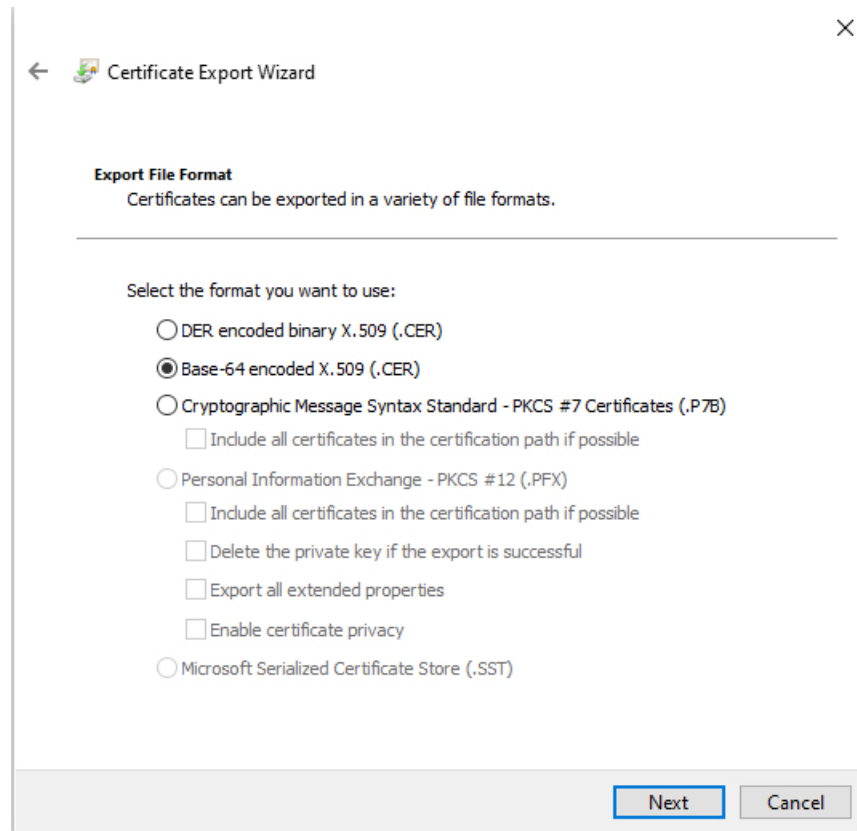 Certificate Export Wizard
Export File Format
Certificates can be exported in a variety of file formats.
Select the format you want to use:
DER encoded binary X.509 (.CER)
Base-64 encoded X.509 (.CER)
Cryptographic Message Syntax Standard - PKCS #7 Certificates (.P7B)
Include all certificates in the certification path if possible
Personal Information Exchange - PKCS #12 (.PFX)
Include all certificates in the certification path if possible
Delete the private key if the export is successful
Export all extended properties
Enable certificate privacy
Microsoft Serialized Certificate Store (.SST)
Next Cancel